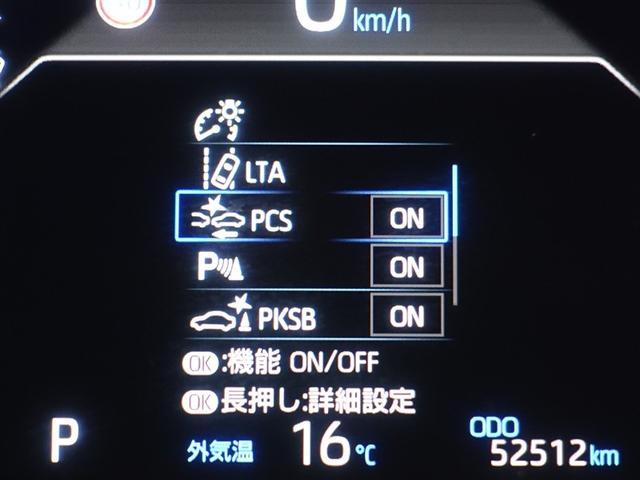 0 km/h
LTA
PCS ON
P ON
PKSB ON
OK:機能 ON/OFF
OK長押し:詳細設定
P 外気温 16℃ ODO 52512km